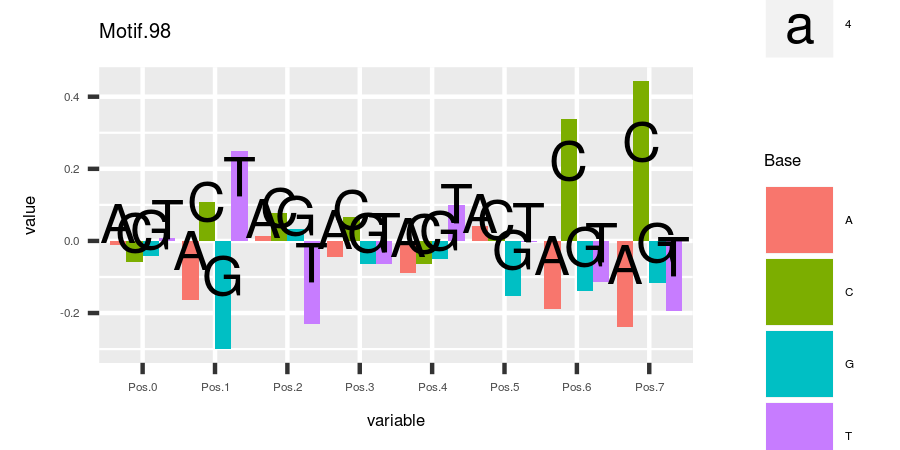 Motif.98
a 4
0.4
0.2
0.0
-0.2
value
A C G T A C G T A C G T A C G T A C G T A C G T A C G T A C G T
Pos.0 Pos.1 Pos.2 Pos.3 Pos.4 Pos.5 Pos.6 Pos.7
variable
Base
A
C
G
T